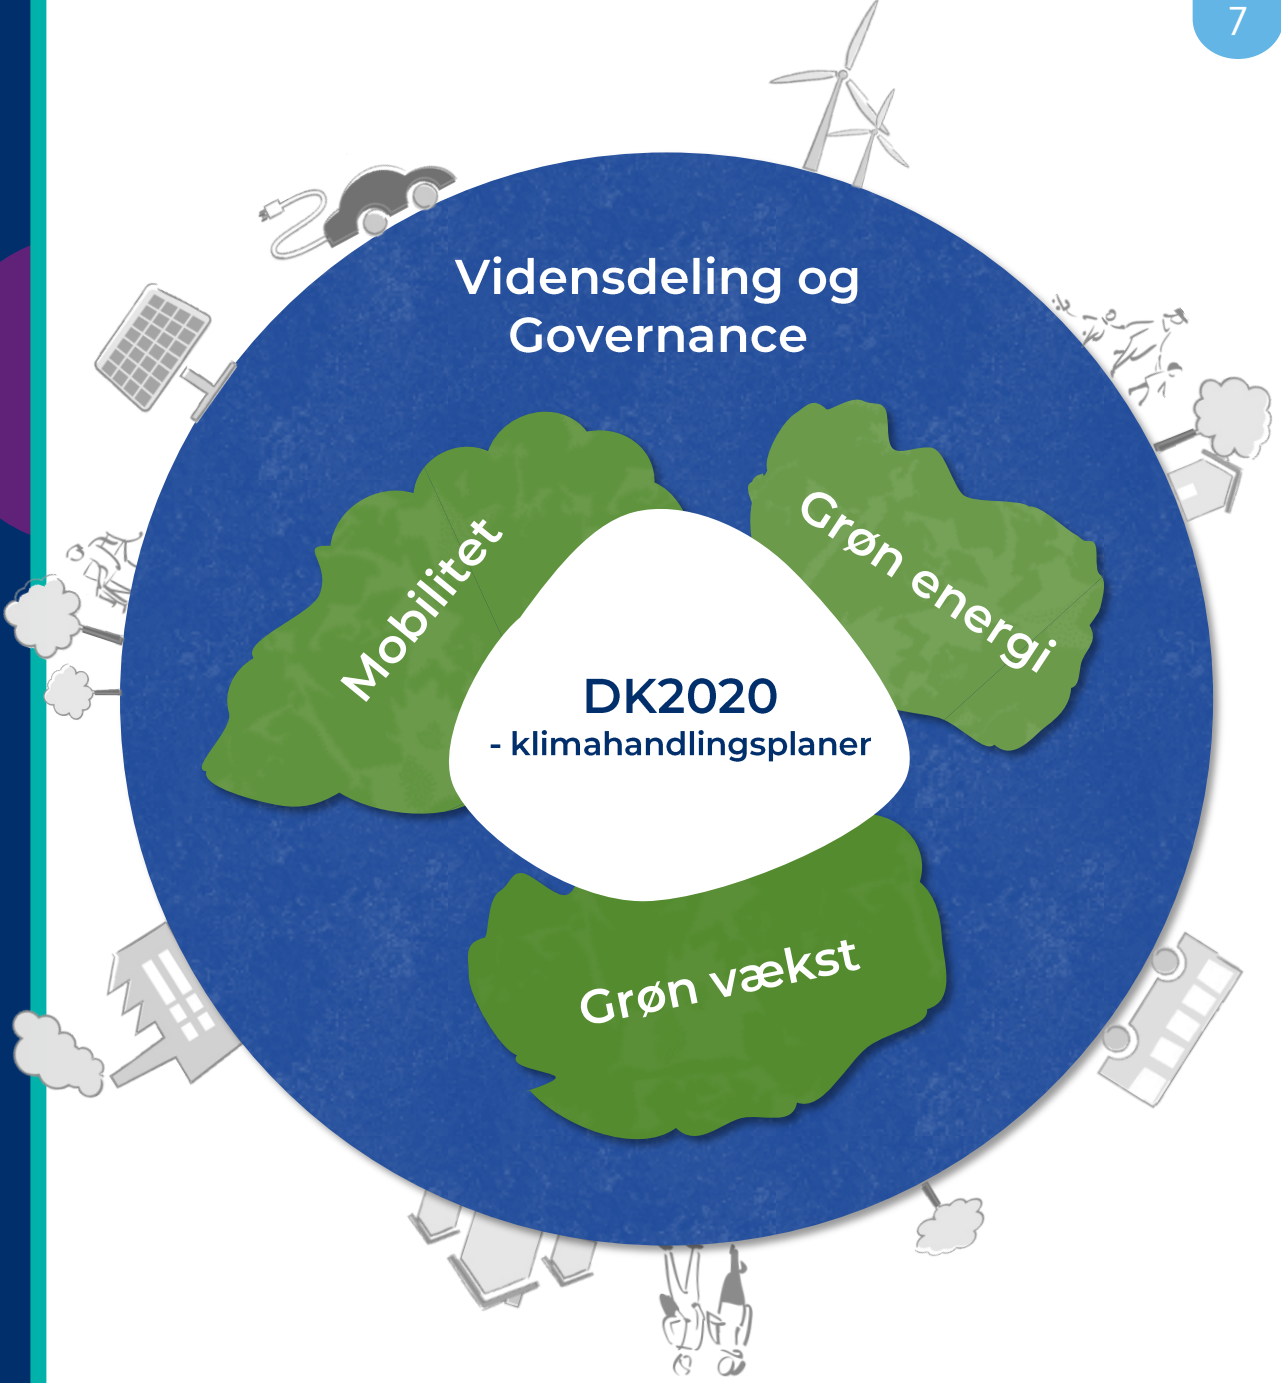 7
Vidensdeling og
Governance
Mobilitet
Grøn energi
DK2020
- klimahandlingsplaner
Grøn vækst